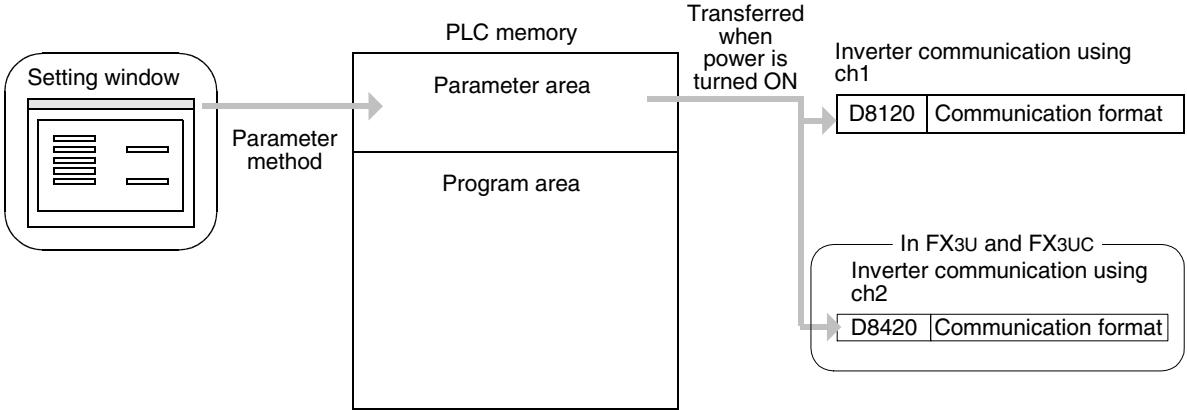 Setting window
Parameter
method
PLC memory
Parameter area
Program area
Transferred
when
power is
turned ON
Inverter communication using
ch1
D8120 Communication format
In FX3U and FX3UC
Inverter communication using
ch2
D8420 Communication format